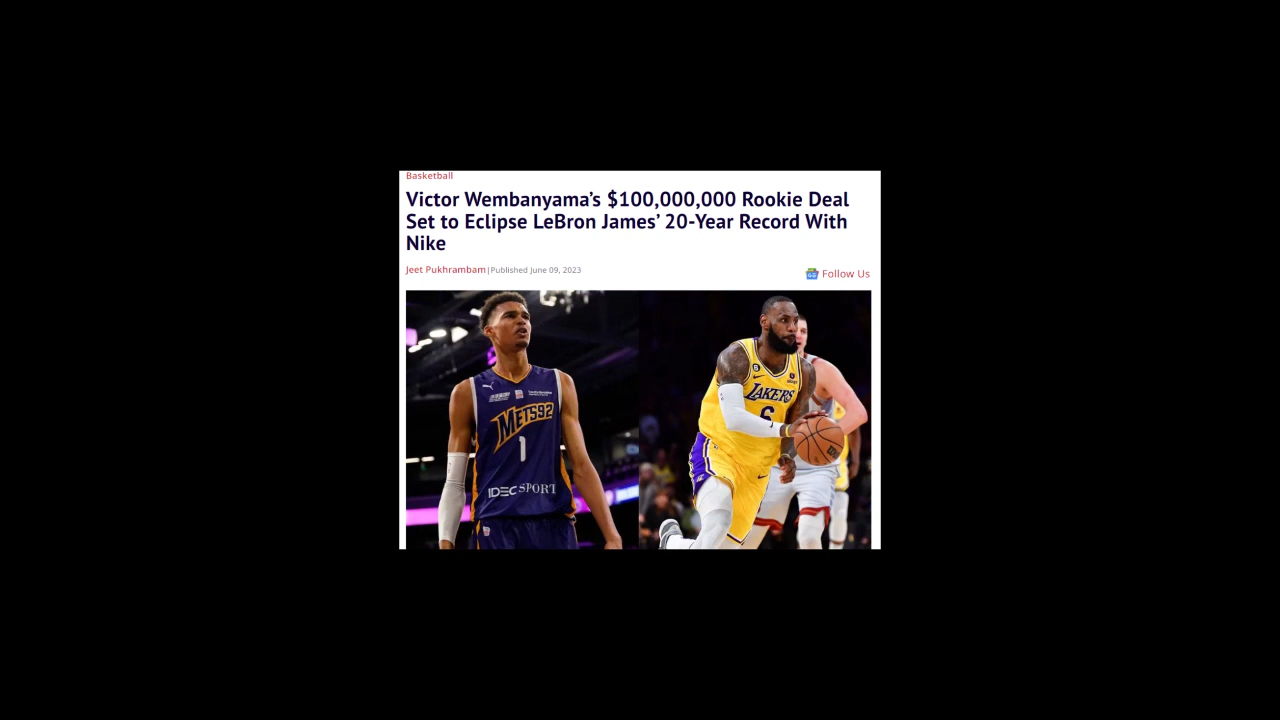 Basketball
Victor Wembanyama’s $100,000,000 Rookie Deal
Set to Eclipse LeBron James’ 20-Year Record With
Nike
Jeet Pukhrambam|Published June 09, 2023
GE Follow Us
METS92
1
IDEC SPORT
LAKERS
6